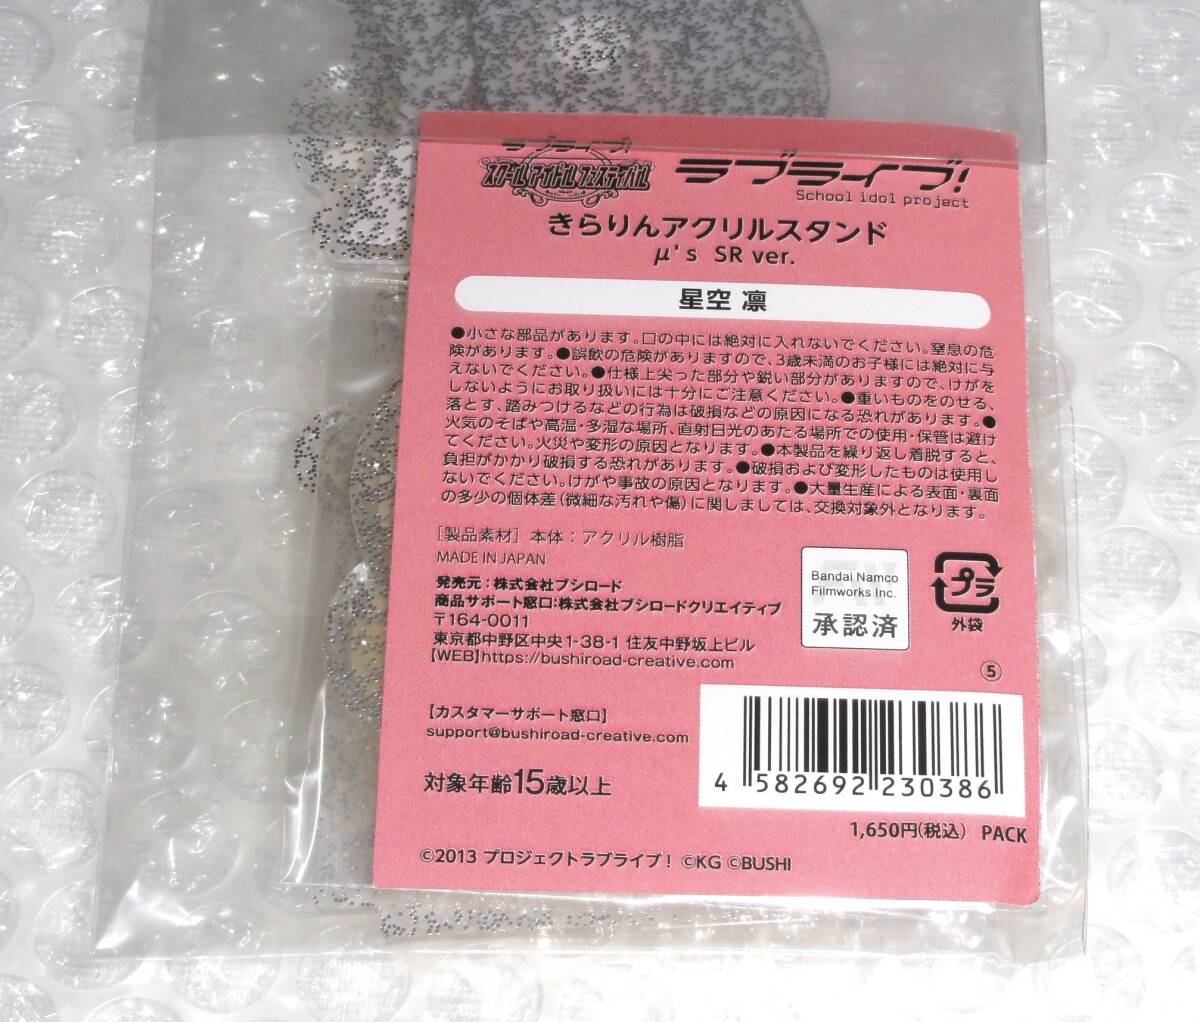 ラブライブ!
スクールアイドルフェスティバル
ラブライブ!
School idol project
きらりんアクリルスタンド
μ's SR ver.
星空 凛
●小さな部品があります。口の中には絶対に入れないでください。窒息の危
険があります。●誤飲の危険がありますので、3歳未満のお子様には絶対に与
えないでください。●仕様上尖った部分や鋭い部分がありますので、けがを
しないようにお取り扱いには十分にご注意ください。●重いものをのせる、
落とす、踏みつけるなどの行為は破損などの原因になる恐れがあります。●
火気のそばや高温・多湿な場所、直射日光のあたる場所での使用・保管は避け
てください。火災や変形の原因となります。●本製品を繰り返し着脱すると、
負担がかかり破損する恐れがあります。●破損および変形したものは使用し
ないでください。けがや事故の原因となります。●大量生産による表面・裏面
の多少の個体差(微細な汚れや傷)に関しましては、交換対象外となります。
[製品素材] 本体:アクリル樹脂
MADE IN JAPAN
発売元:株式会社ブシロード
商品サポート窓口:株式会社ブシロードクリエイティブ
〒164-0011
東京都中野区中央1-38-1 住友中野坂上ビル
【WEB】https://bushiroad-creative.com
Bandai Namco
Filmworks Inc.
承認済
プラ
外袋
⑤
【カスタマーサポート窓口】
support@bushiroad-creative.com
対象年齢15歳以上
4 582692 230386
1,650円(税込) PACK
©2013 プロジェクトラブライブ! ©KG ©BUSHI